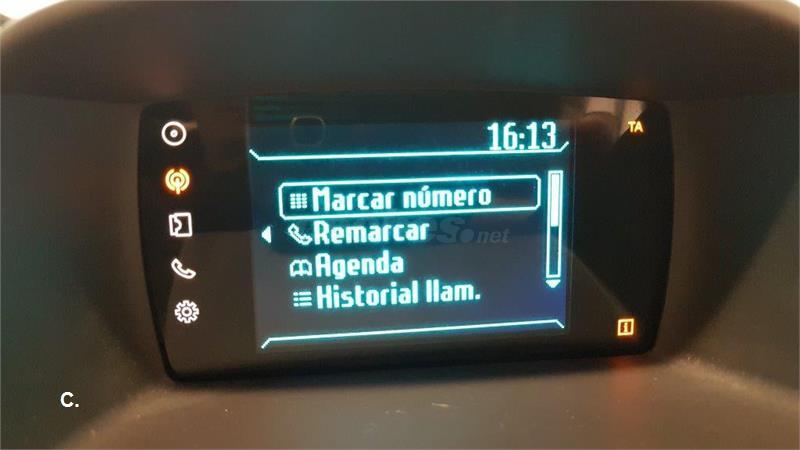 16:13
TA
Marcar número
Remarcar
Agenda
Historial llam.
i
C.